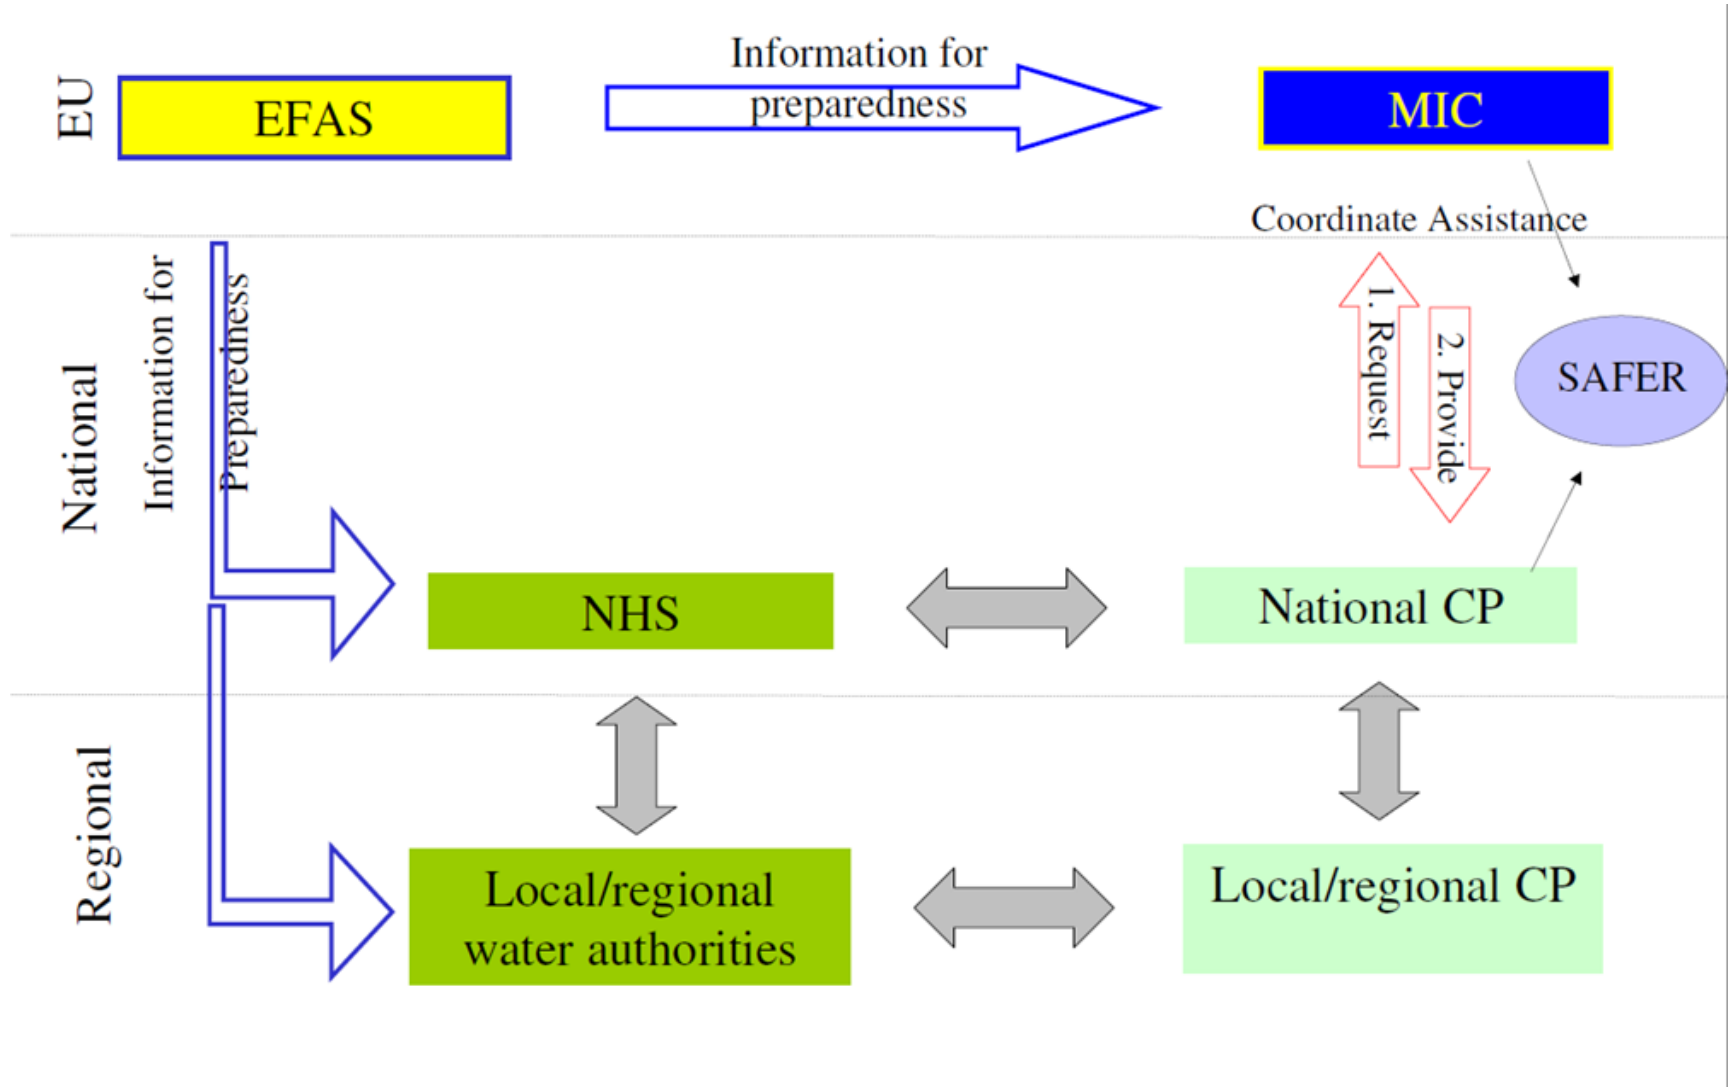 EU
EFAS
Information for
preparedness
MIC
Coordinate Assistance
National
Information for
Preparedness
1. Request
2. Provide
SAFER
NHS
National CP
Regional
Local/regional
water authorities
Local/regional CP